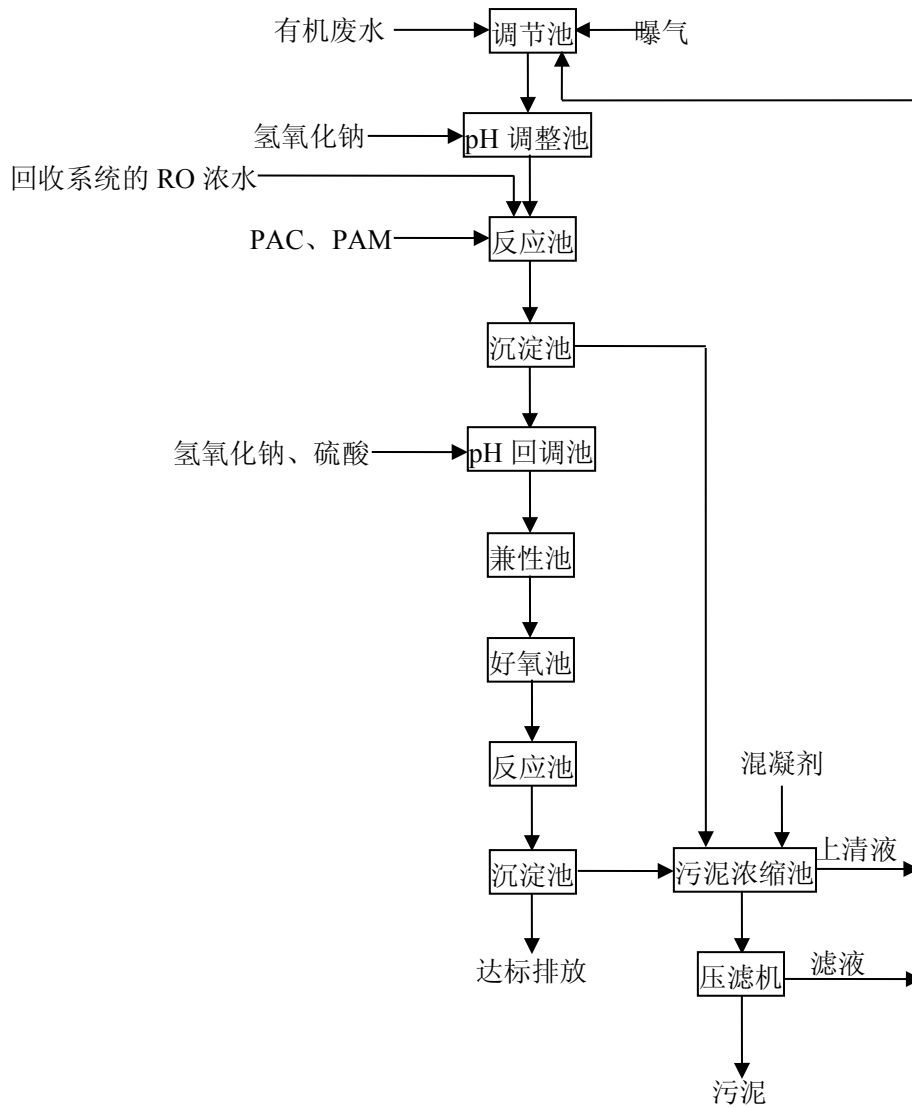 有机废水
调节池
曝气
氢氧化钠
pH 调整池
回收系统的 RO 浓水
PAC、PAM
反应池
沉淀池
氢氧化钠、硫酸
pH 回调池
兼性池
好氧池
反应池
混凝剂
沉淀池
污泥浓缩池
上清液
达标排放
压滤机
滤液
污泥